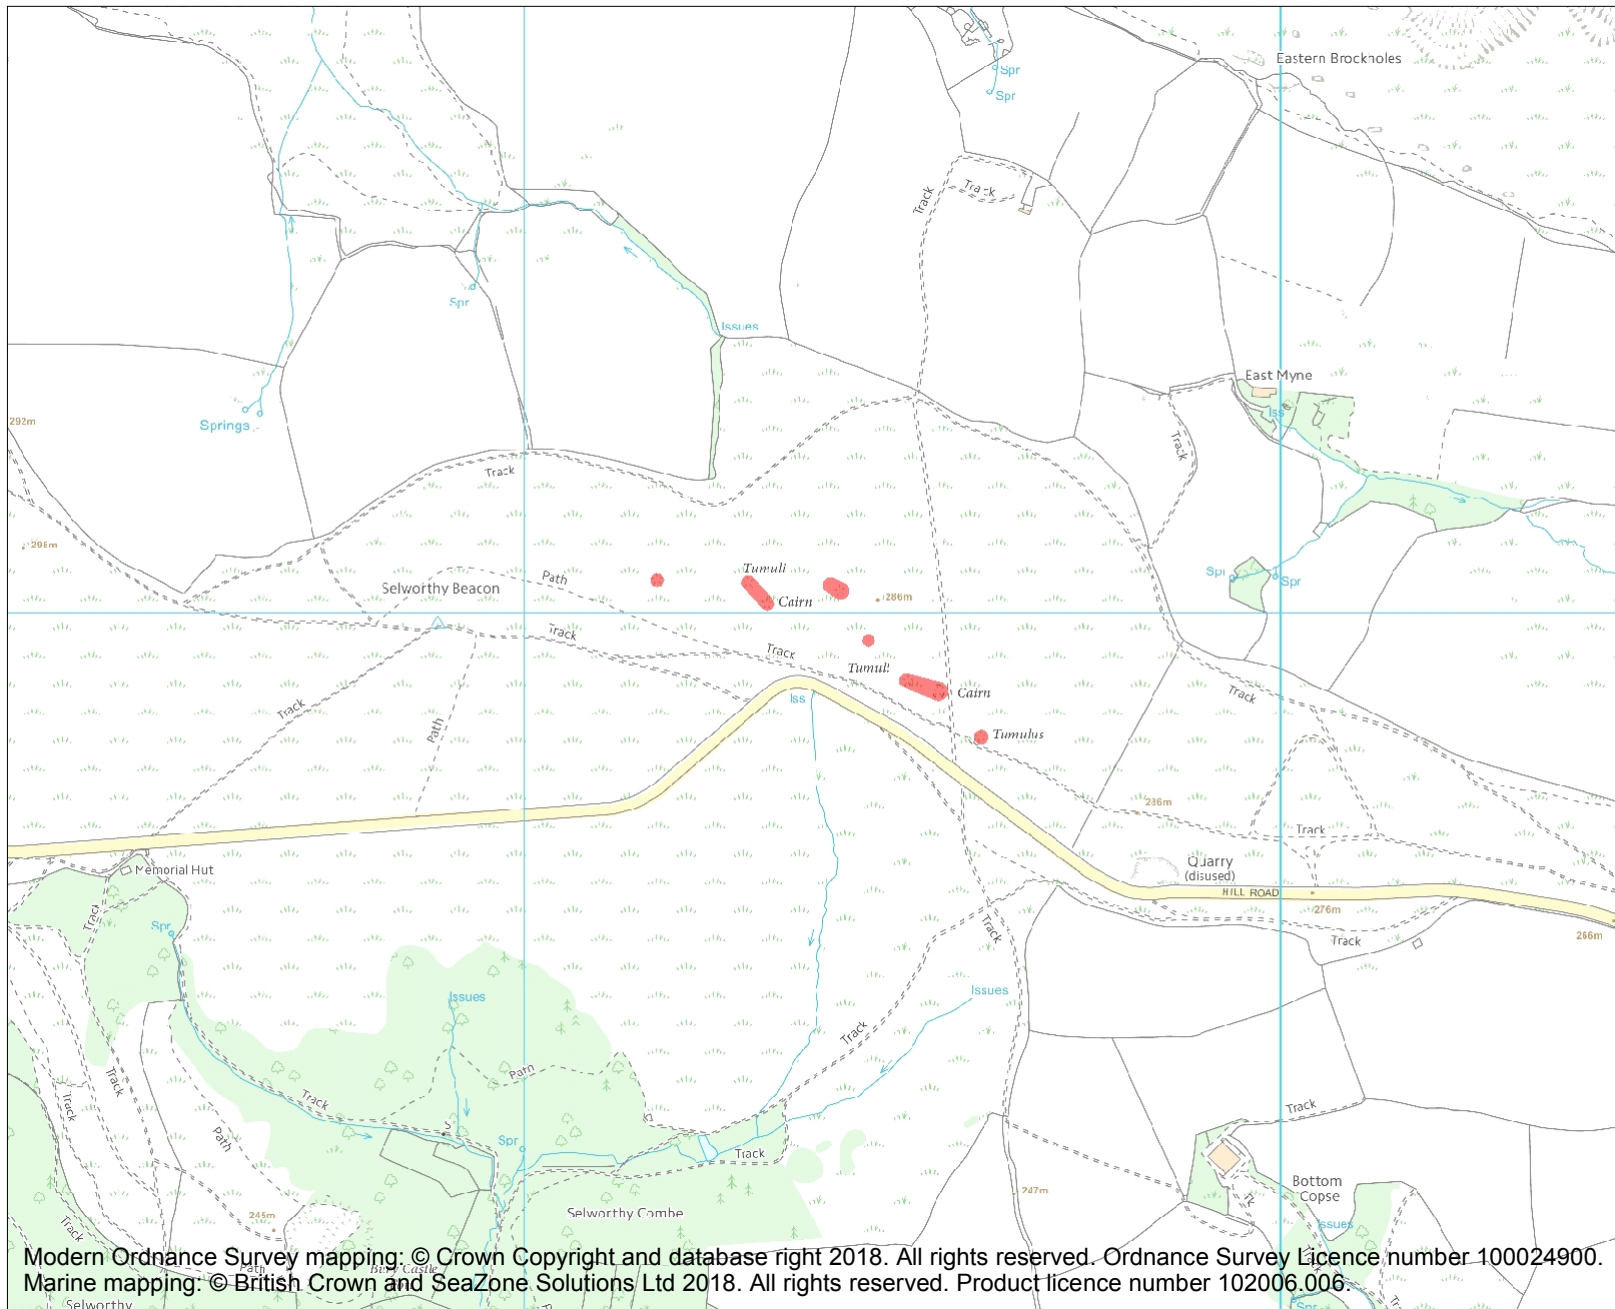 Eastern Brockholes
Spr
Spr
Track
Track
Spr
Issues
East Myne
Iss
Springs
292m
Track
Track
Spr
Spr
Selworthy Beacon
Path
Tumuli
Cairn
286m
Track
Track
Tumuli
Cairn
Iss
Track
Track
Path
Tumulus
236m
Track
Quarry
(disused)
HILL ROAD
276m
Memorial Hut
Track
Spr
Track
Track
266m
Issues
Issues
Track
Path
Track
Track
Track
Path
Spr
Track
Track
Bottom
Copse
247m
Selworthy Combe
245m
Track
Issues
Modern Ordnance Survey mapping: © Crown Copyright and database right 2018. All rights reserved. Ordnance Survey Licence number 100024900.
Marine mapping: © British Crown and SeaZone Solutions Ltd 2018. All rights reserved. Product licence number 102006.006.
Path
Selworthy
Spr